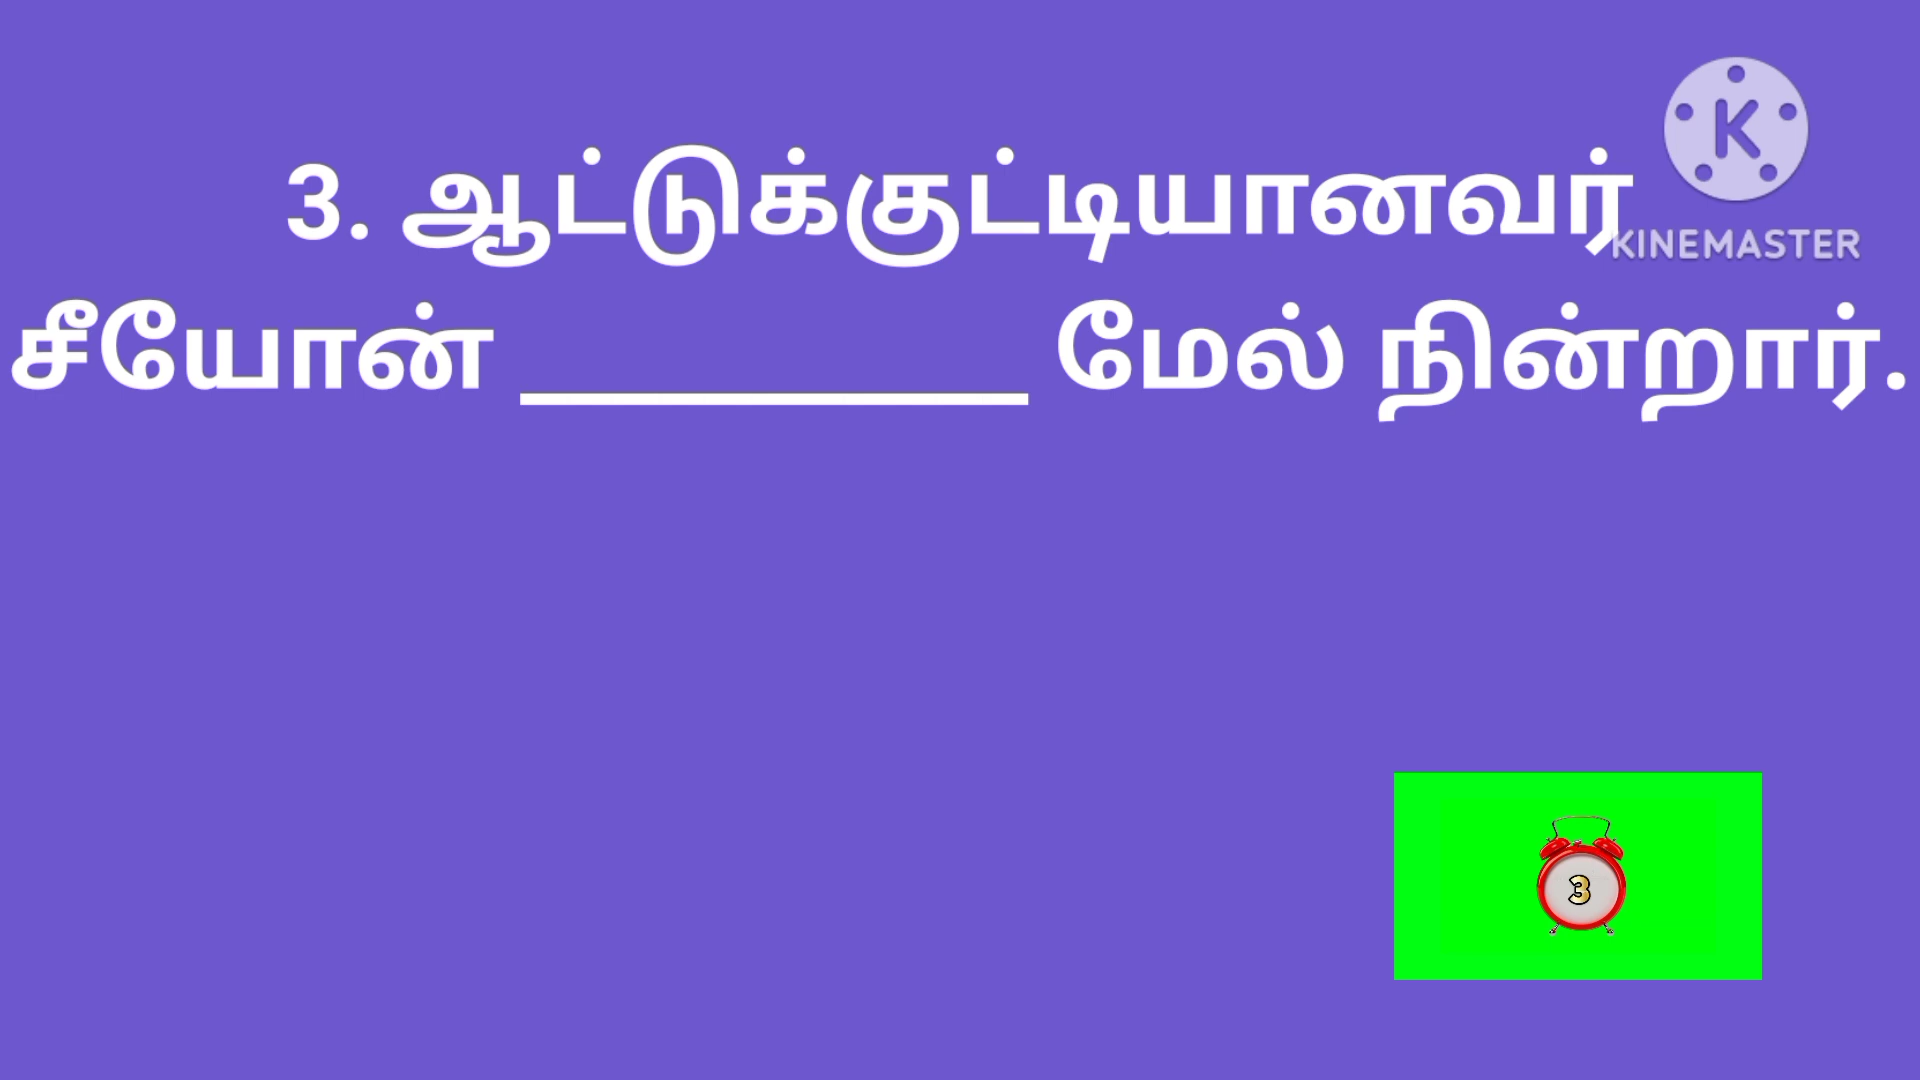 3. ஆட்டுக்குட்டியானவர்
சீயோன் __________ மேல் நின்றார்.
K
KINEMASTER
3